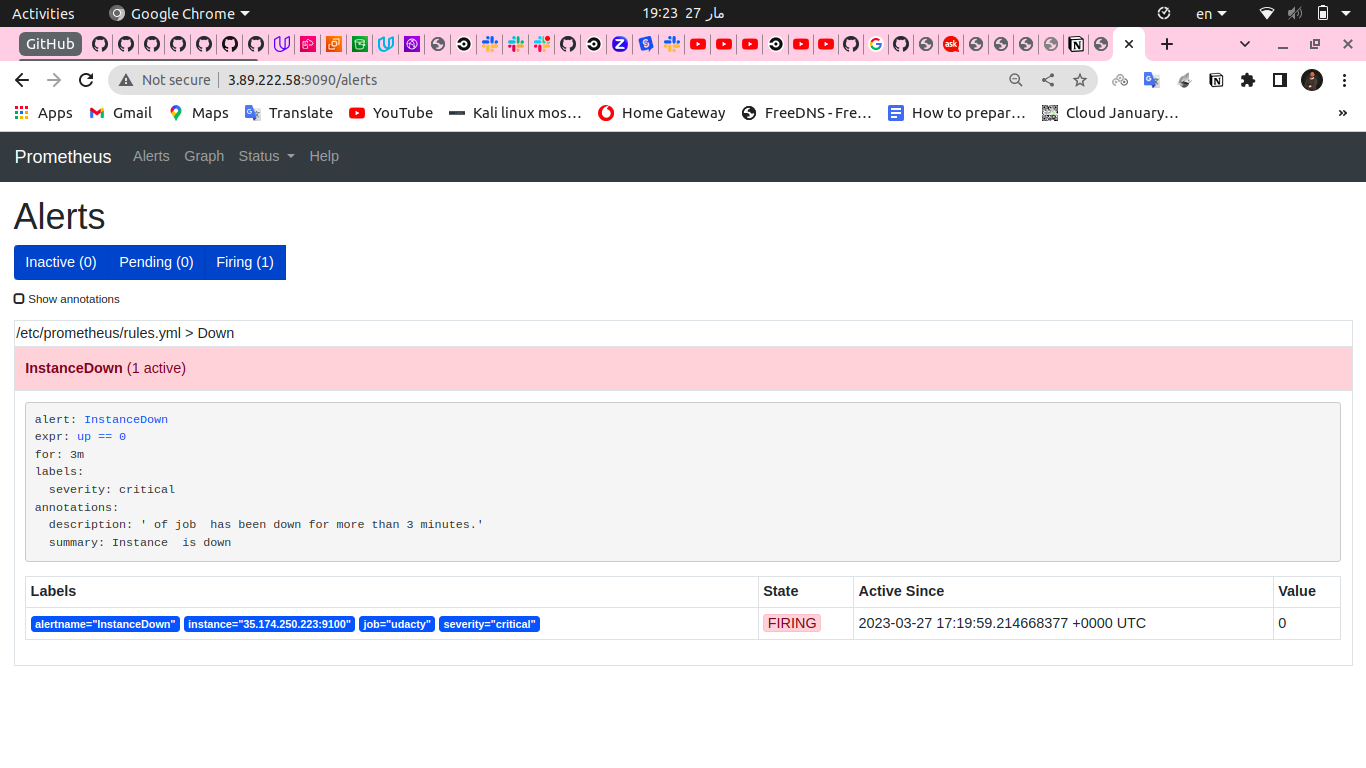 Activities Google Chrome 19:23 27 مار en
GitHub ask
Not secure 3.89.222.58:9090/alerts
Apps Gmail Maps Translate YouTube Kali linux mos… Home Gateway FreeDNS - Fre… How to prepar… Cloud January,… »
Prometheus Alerts Graph Status Help
Alerts
Inactive (0) Pending (0) Firing (1)
Show annotations
/etc/prometheus/rules.yml > Down
InstanceDown (1 active)
alert: InstanceDown
expr: up == 0
for: 3m
labels:
severity: critical
annotations:
description: ' of job  has been down for more than 3 minutes.'
summary: Instance  is down
Labels State Active Since Value
alertname="InstanceDown" instance="35.174.250.223:9100" job="udacty" severity="critical" FIRING 2023-03-27 17:19:59.214668377 +0000 UTC 0